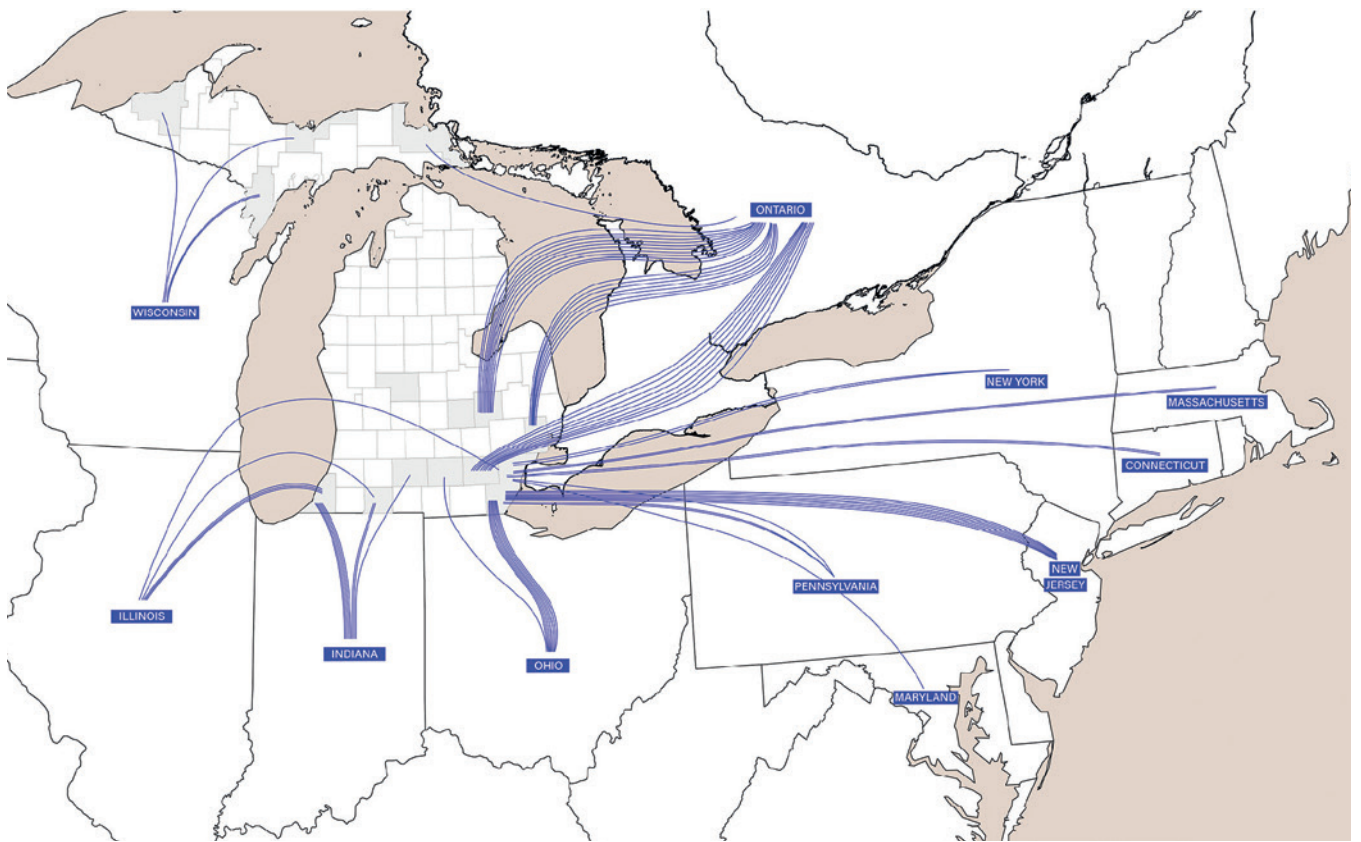 ONTARIO
WISCONSIN
NEW YORK
MASSACHUSETTS
CONNECTICUT
NEW
JERSEY
PENNSYLVANIA
ILLINOIS
INDIANA
OHIO
MARYLAND